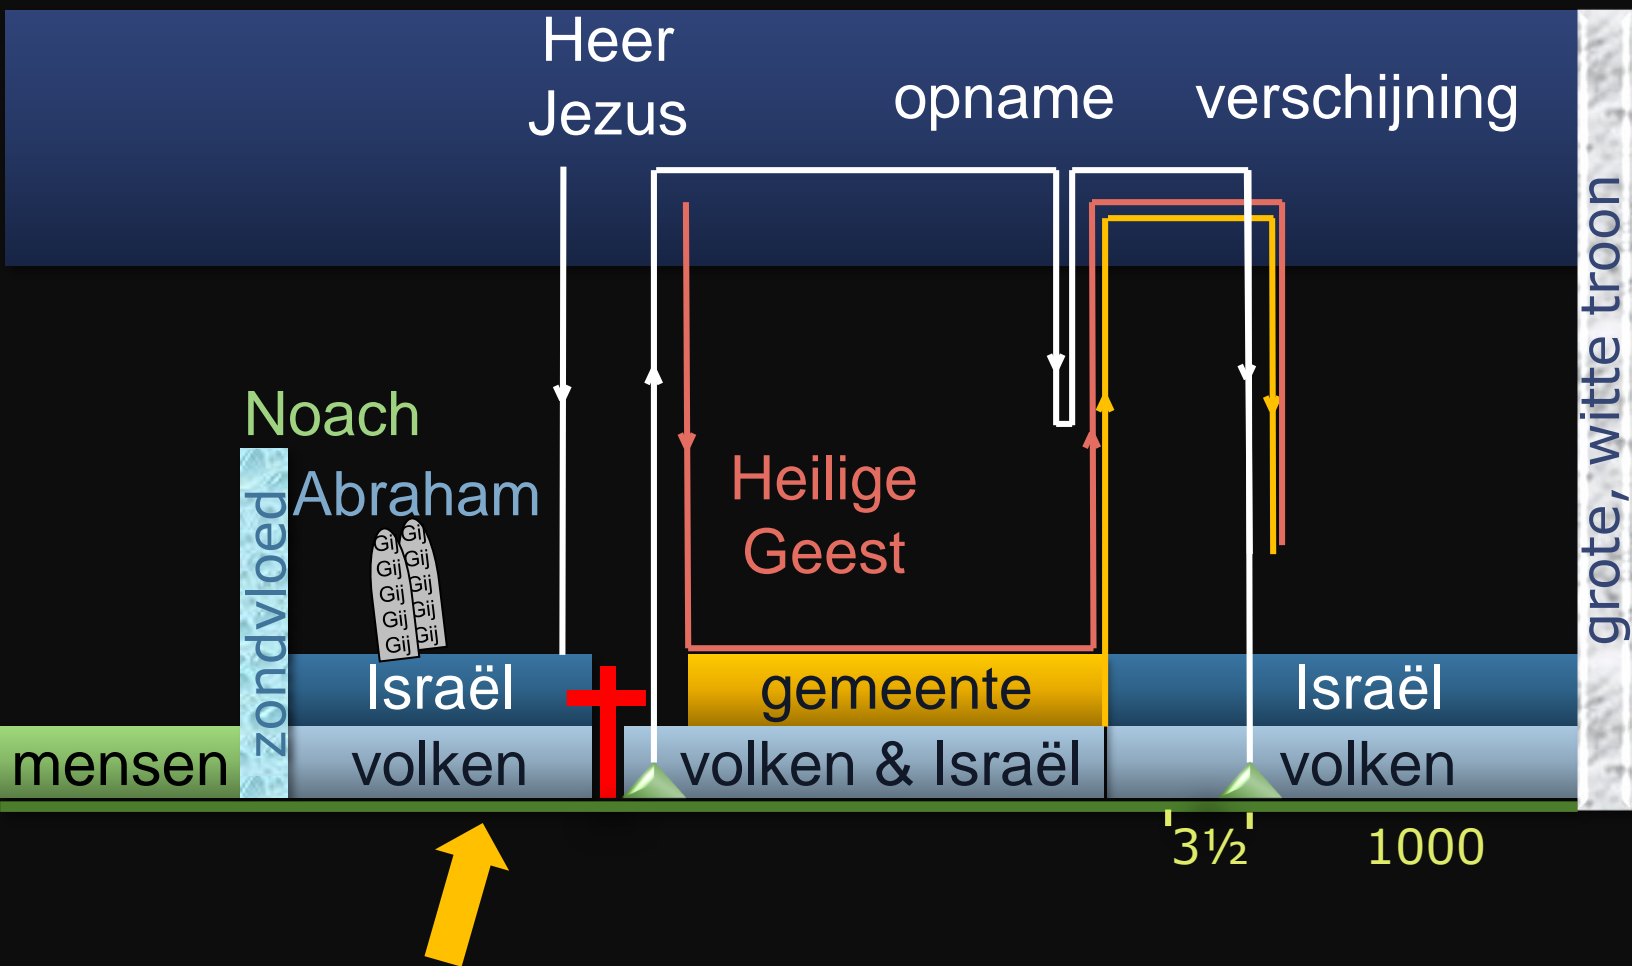 Heer
Jezus
opname
verschijning
grote, witte troon
Noach
Abraham
zondvloed
Gij
Gij
Gij
Gij
Gij
Gij
Gij
Gij
Gij
Gij
Heilige
Geest
Israël
gemeente
Israël
mensen
volken
volken & Israël
volken
3½
1000